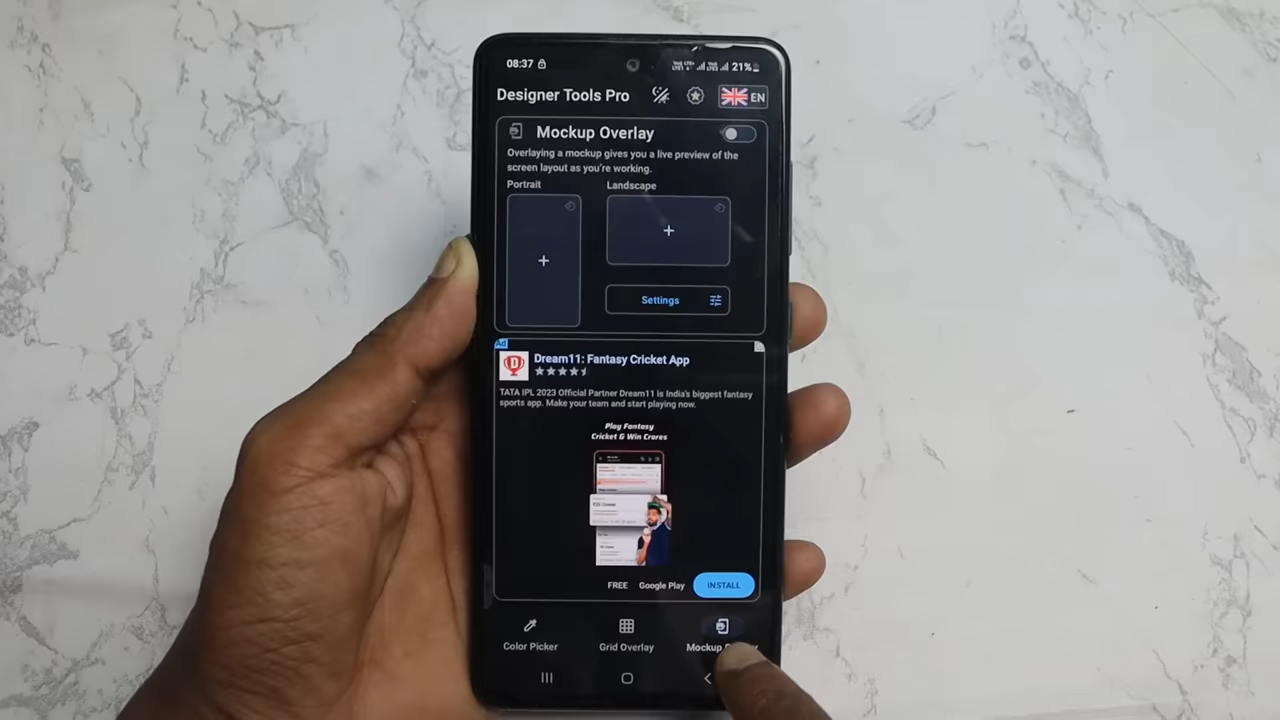 08:37
21%
Designer Tools Pro
EN
Mockup Overlay
Overlaying a mockup gives you a live preview of the
screen layout as you're working.
Portrait
Landscape
+
+
Settings
Ad
Dream11: Fantasy Cricket App
TATA IPL 2023 Official Partner Dream11 is India's biggest fantasy
sports app. Make your team and start playing now.
Play Fantasy
Cricket & Win Crores
FREE
Google Play
INSTALL
Color Picker
Grid Overlay
Mockup